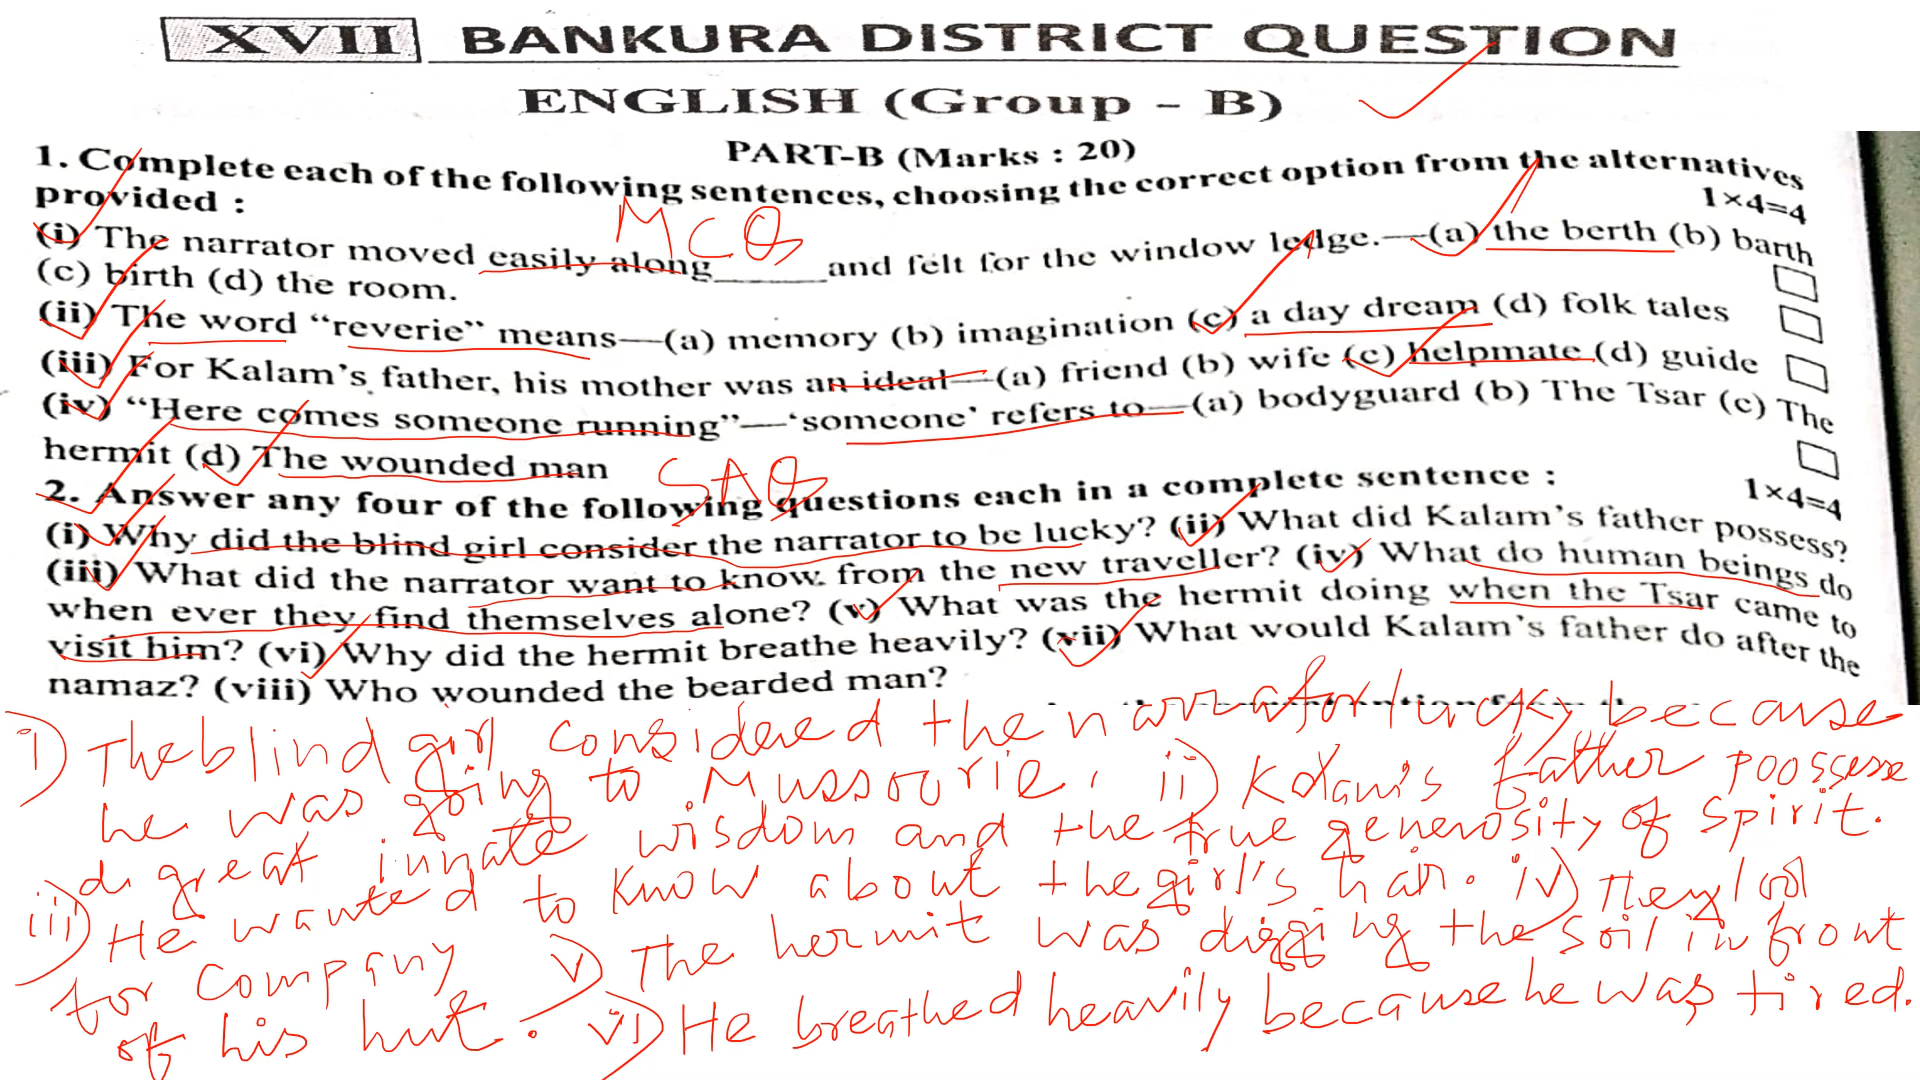 XVII BANKURA DISTRICT QUESTION
ENGLISH (Group - B)
PART-B (Marks : 20)
1. Complete each of the following sentences, choosing the correct option from the alternatives
provided : 1×4=4
MCQ
(i) The narrator moved easily along______and felt for the window ledge.—(a) the berth (b) barth
(c) birth (d) the room.
(ii) The word “reverie” means—(a) memory (b) imagination (c) a day dream (d) folk tales
(iii) For Kalam’s father, his mother was an ideal—(a) friend (b) wife (c) helpmate (d) guide
(iv) “Here comes someone running”—‘someone’ refers to—(a) bodyguard (b) The Tsar (c) The
hermit (d) The wounded man
SAQ
2. Answer any four of the following questions each in a complete sentence : 1×4=4
(i) Why did the blind girl consider the narrator to be lucky? (ii) What did Kalam’s father possess?
(iii) What did the narrator want to know from the new traveller? (iv) What do human beings do
when ever they find themselves alone? (v) What was the hermit doing when the Tsar came to
visit him? (vi) Why did the hermit breathe heavily? (vii) What would Kalam’s father do after the
namaz? (viii) Who wounded the bearded man?
i) The blind girl considered the narrator lucky because
he was going to Mussourie. ii) Kalam's father poossesse
d great innate wisdom and the true generosity of spirit.
iii) He wanted to know about the girl's hair. iv) They look
for company v) The hermit was digging the soil in front
of his hut. vi) He breathed heavily because he was tired.